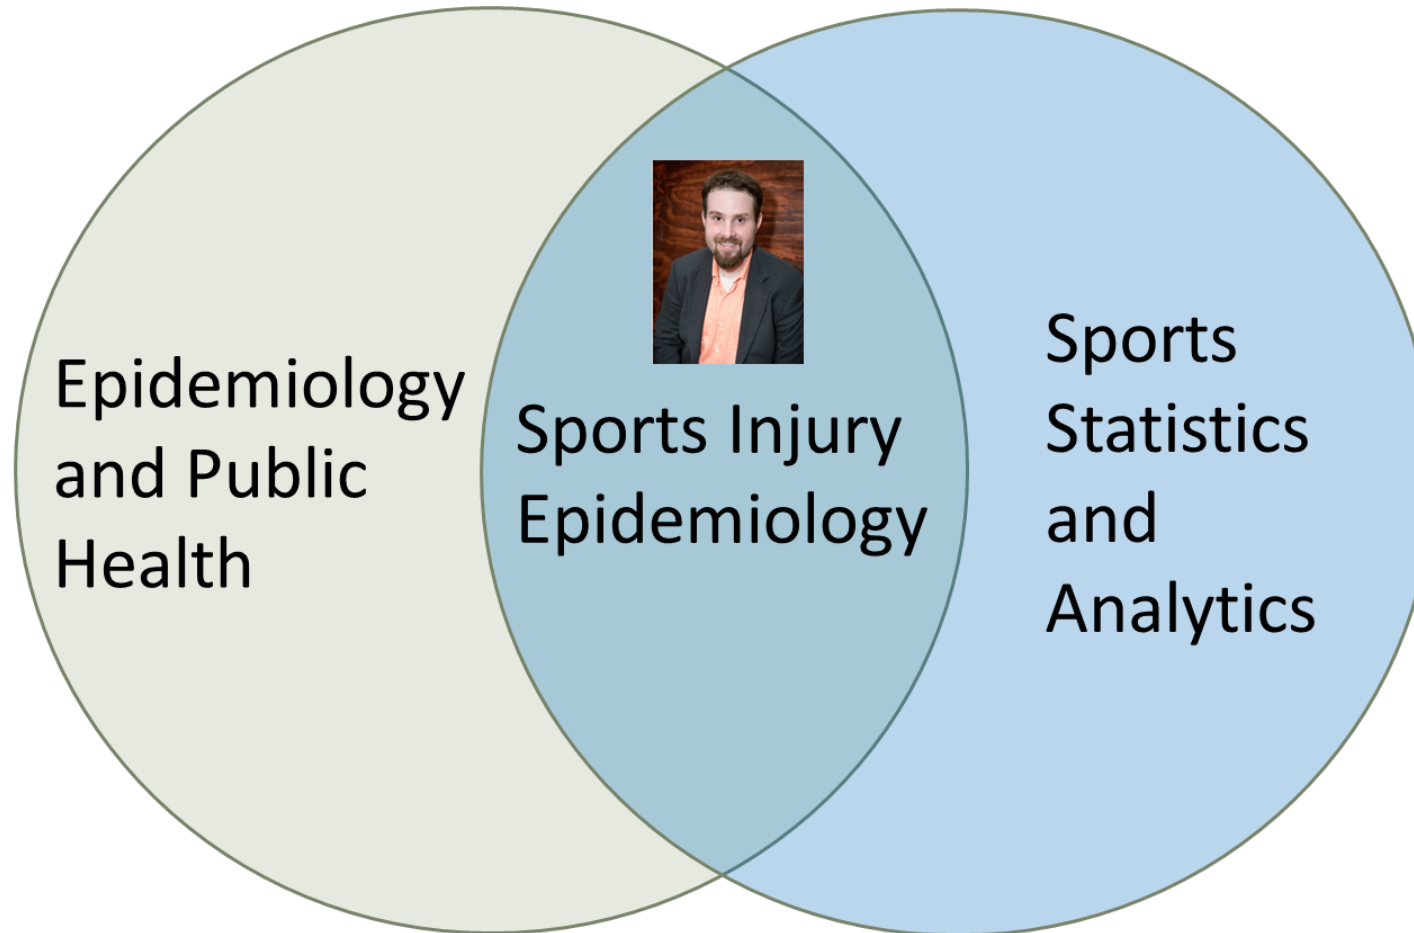 Epidemiology
and Public
Health
Sports Injury
Epidemiology
Sports
Statistics
and
Analytics